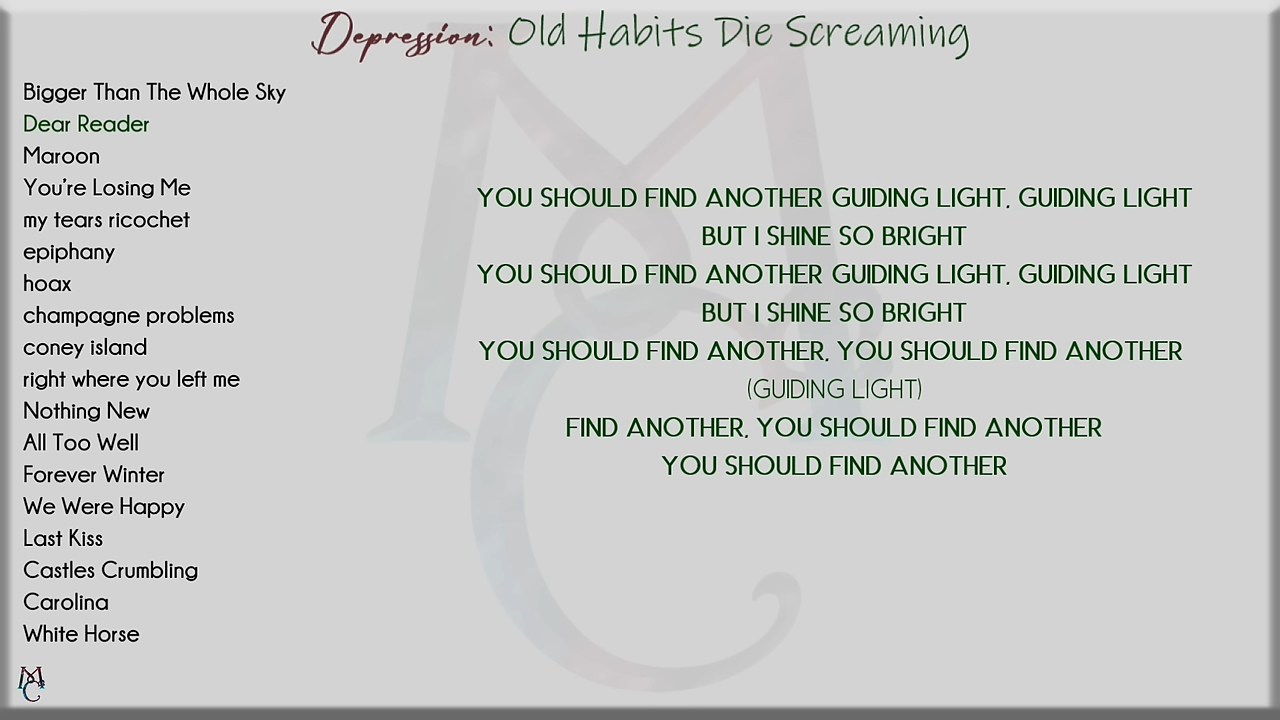 Depression: Old Habits Die Screaming
Bigger Than The Whole Sky
Dear Reader
Maroon
You're Losing Me
my tears ricochet
epiphany
hoax
champagne problems
coney island
right where you left me
Nothing New
All Too Well
Forever Winter
We Were Happy
Last Kiss
Castles Crumbling
Carolina
White Horse
YOU SHOULD FIND ANOTHER GUIDING LIGHT, GUIDING LIGHT
BUT I SHINE SO BRIGHT
YOU SHOULD FIND ANOTHER GUIDING LIGHT, GUIDING LIGHT
BUT I SHINE SO BRIGHT
YOU SHOULD FIND ANOTHER, YOU SHOULD FIND ANOTHER
(GUIDING LIGHT)
FIND ANOTHER, YOU SHOULD FIND ANOTHER
YOU SHOULD FIND ANOTHER